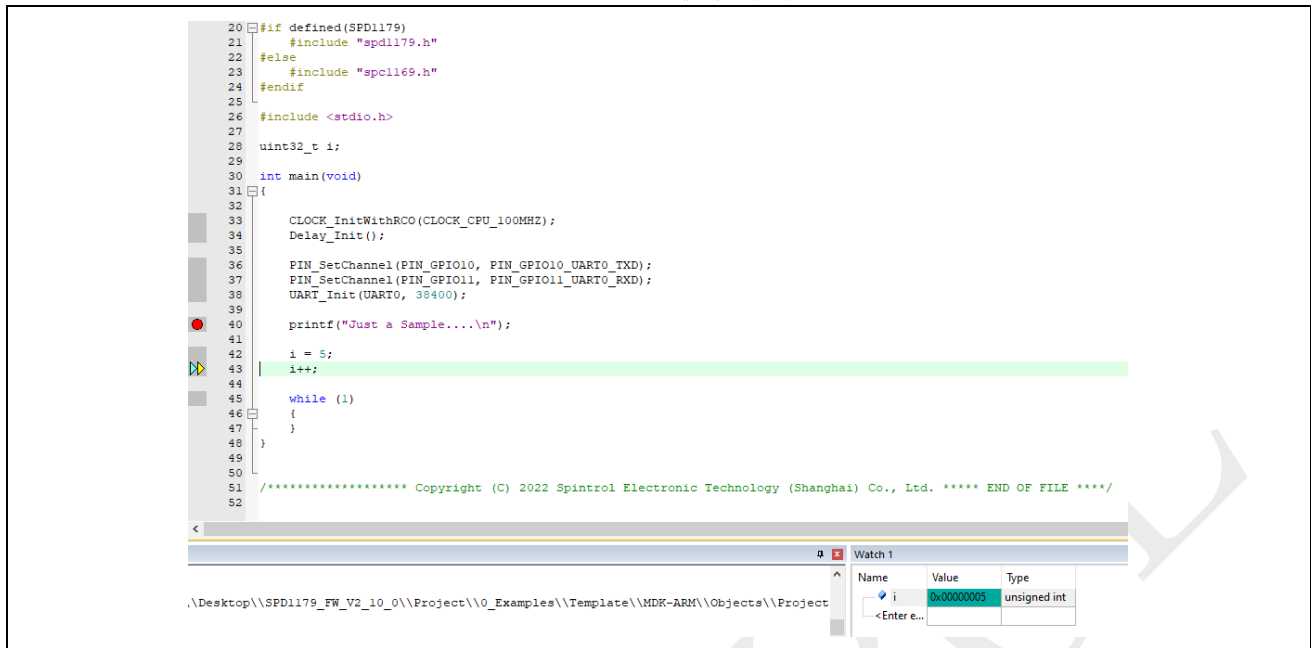 20 #if defined(SPD1179)
21 #include "spd1179.h"
22 #else
23 #include "spc1169.h"
24 #endif
25
26 #include <stdio.h>
27
28 uint32_t i;
29
30 int main(void)
31 {
32
33 CLOCK_InitWithRCO(CLOCK_CPU_100MHZ);
34 Delay_Init();
35
36 PIN_SetChannel(PIN_GPIO10, PIN_GPIO10_UART0_TXD);
37 PIN_SetChannel(PIN_GPIO11, PIN_GPIO11_UART0_RXD);
38 UART_Init(UART0, 38400);
39
40 printf("Just a Sample....\n");
41
42 i = 5;
43 i++;
44
45 while (1)
46 {
47 }
48 }
49
50
51 /******************* Copyright (C) 2022 Spintrol Electronic Technology (Shanghai) Co., Ltd. ***** END OF FILE ****/
52
Watch 1
Name Value Type
i 0x00000005 unsigned int
<Enter e...
.\Desktop\\SPD1179_FW_V2_10_0\\Project\\0_Examples\\Template\\MDK-ARM\\Objects\\Project